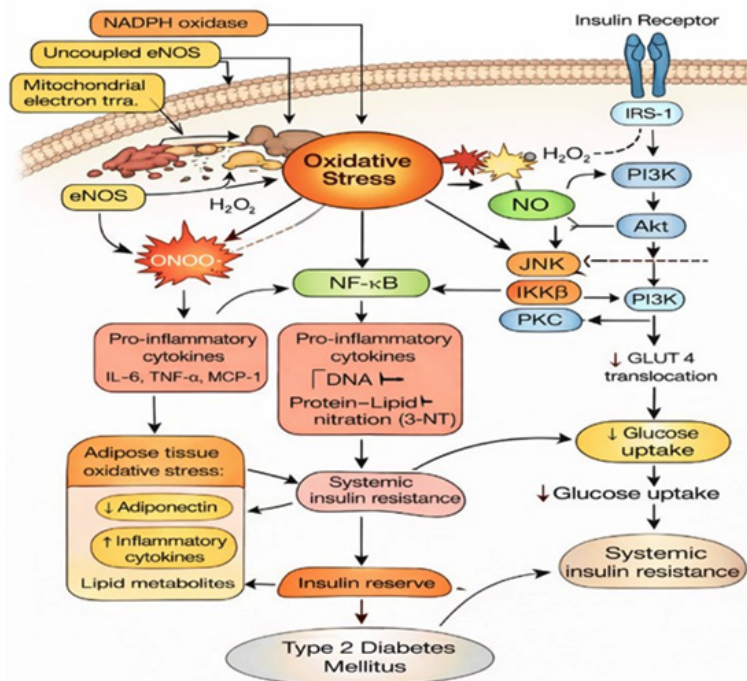 NADPH oxidase
Uncoupled eNOS
Mitochondrial
electron trra.
eNOS
H₂O₂
Oxidative
Stress
ONOO-
Insulin Receptor
IRS-1
H₂O₂
PI3K
NO
Akt
JNK
IKKβ
PI3K
PKC
NF-κB
Pro-inflammatory
cytokines
IL-6, TNF-α, MCP-1
Pro-inflammatory
cytokines
DNA
Protein–Lipid
nitration (3-NT)
↓ GLUT 4
translocation
Adipose tissue
oxidative stress:
↓ Adiponectin
↑ Inflammatory
cytokines
Lipid metabolites
Systemic
insulin resistance
↓ Glucose
uptake
↓ Glucose uptake
Insulin reserve
Systemic
insulin resistance
Type 2 Diabetes
Mellitus